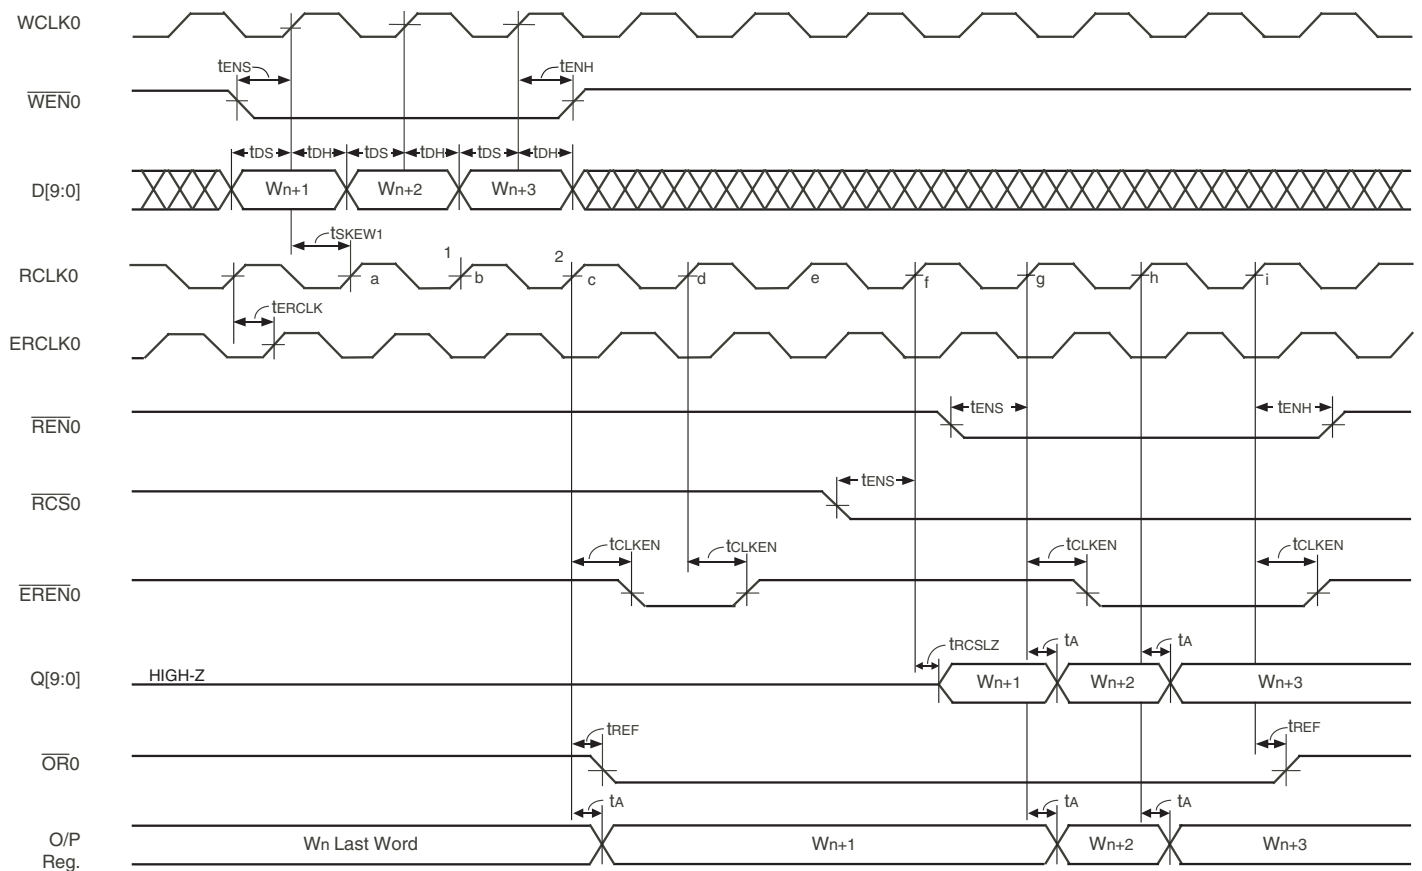 WCLK0
tENS
tENH
WEN0
tDS tDH tDS tDH tDS tDH
D[9:0] Wn+1 Wn+2 Wn+3
tSKEW1
1 2
RCLK0 a b c d e f g h i
tERCLK
ERCLK0
REN0 tENS tENH
tENS
RCS0
tCLKEN tCLKEN tCLKEN tCLKEN
EREN0
tRCSLZ tA tA
Q[9:0] HIGH-Z Wn+1 Wn+2 Wn+3
tREF tREF
OR0
tA tA tA
O/P Wn Last Word Wn+1 Wn+2 Wn+3
Reg.